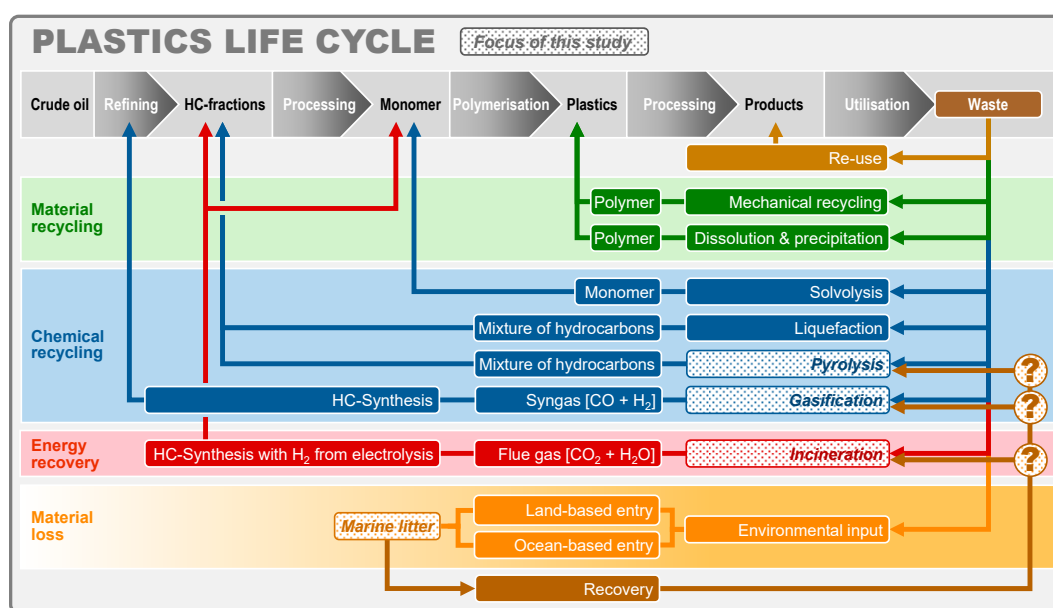 PLASTICS LIFE CYCLE
Focus of this study
Crude oil
Refining
HC-fractions
Processing
Monomer
Polymerisation
Plastics
Processing
Products
Utilisation
Waste
Re-use
Material
recycling
Polymer
Mechanical recycling
Polymer
Dissolution & precipitation
Chemical
recycling
Monomer
Solvolysis
Mixture of hydrocarbons
Liquefaction
Mixture of hydrocarbons
Pyrolysis
?
HC-Synthesis
Syngas [CO + H₂]
Gasification
?
Energy
recovery
HC-Synthesis with H₂ from electrolysis
Flue gas [CO₂ + H₂O]
Incineration
?
Material
loss
Marine litter
Land-based entry
Ocean-based entry
Environmental input
Recovery